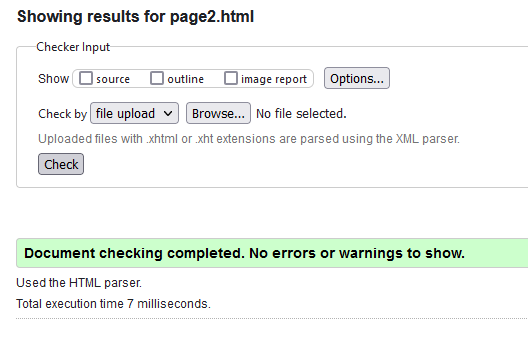 Showing results for page2.html
Checker Input
Show source outline image report Options...
Check by file upload Browse... No file selected.
Uploaded files with .xhtml or .xht extensions are parsed using the XML parser.
Check
Document checking completed. No errors or warnings to show.
Used the HTML parser.
Total execution time 7 milliseconds.